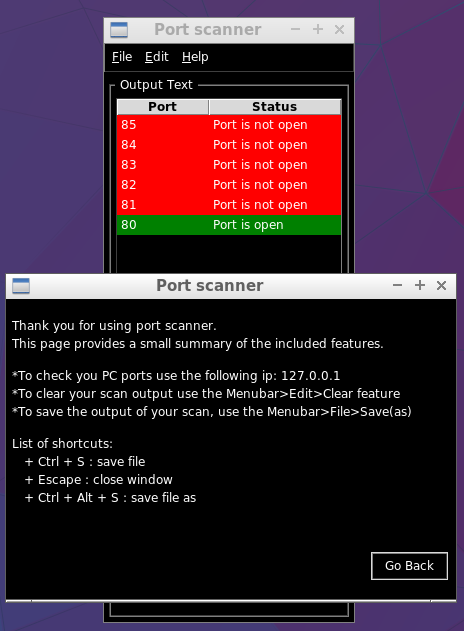 Port scanner
File Edit Help
Output Text
Port Status
85 Port is not open
84 Port is not open
83 Port is not open
82 Port is not open
81 Port is not open
80 Port is open
Port scanner
Thank you for using port scanner.
This page provides a small summary of the included features.
*To check you PC ports use the following ip: 127.0.0.1
*To clear your scan output use the Menubar>Edit>Clear feature
*To save the output of your scan, use the Menubar>File>Save(as)
List of shortcuts:
+ Ctrl + S : save file
+ Escape : close window
+ Ctrl + Alt + S : save file as
Go Back